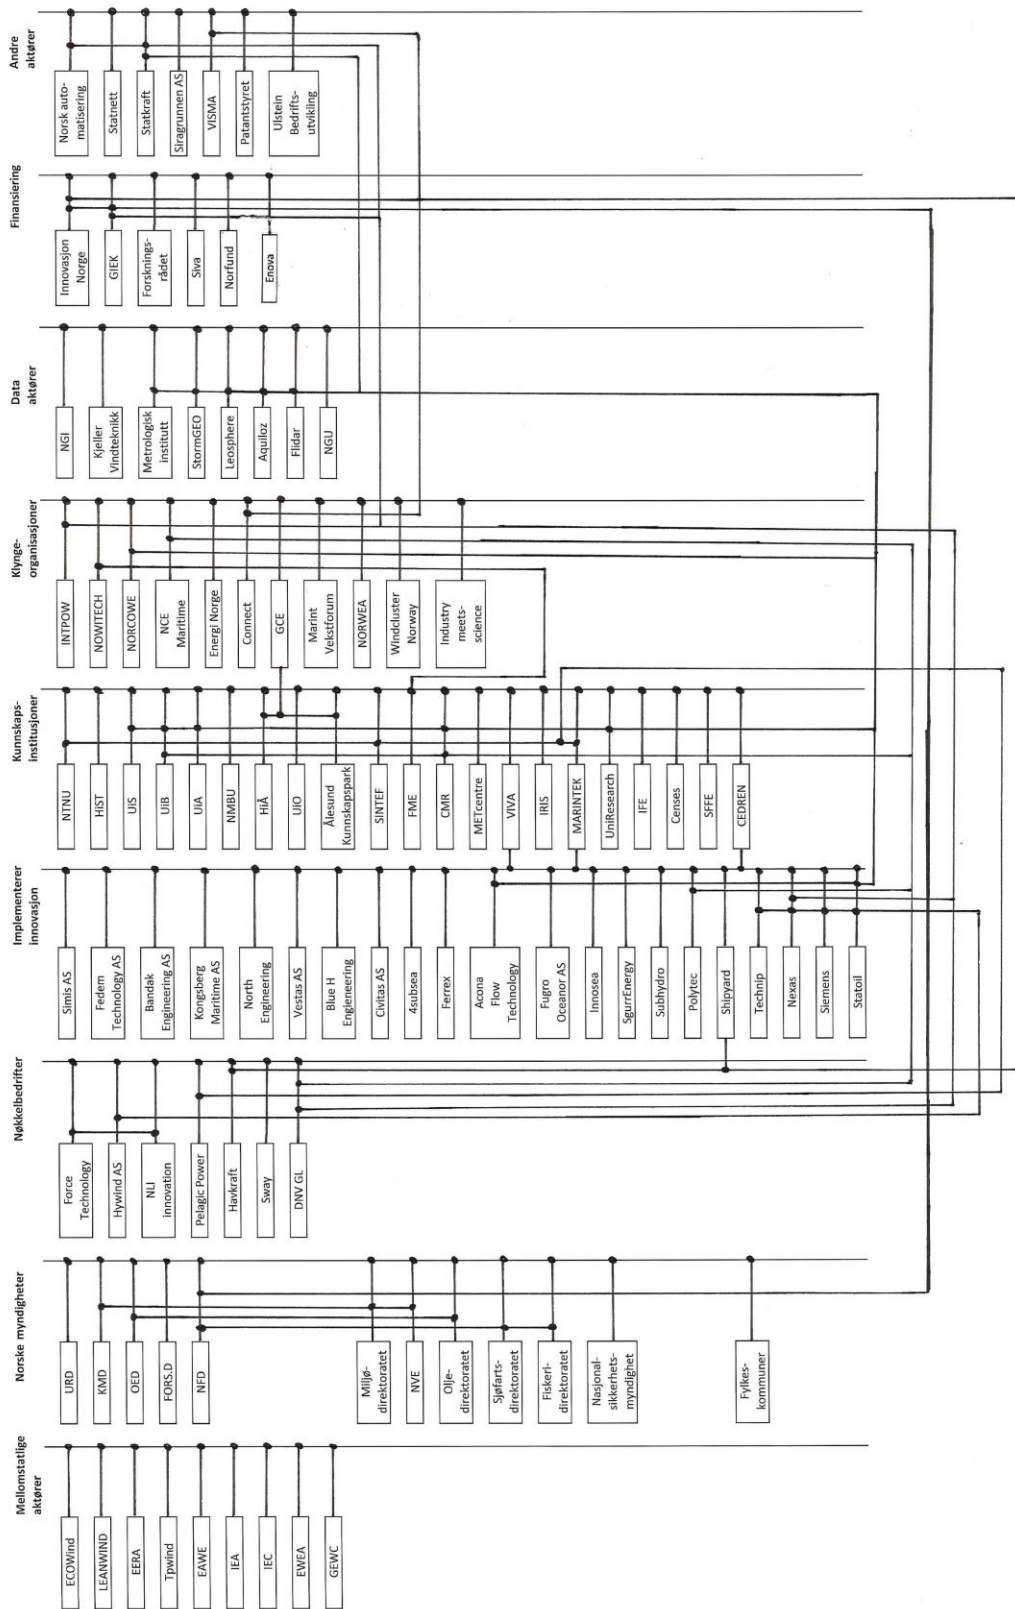 Mellomstatlige
aktører
ECOWind
LEANWIND
EERA
Tpwind
EAWE
IEA
IEC
EWEA
GEWC
Norske myndigheter
URD
KMD
OED
FORS.D
NFD
Miljø-
direktoratet
NVE
Olje-
direktoratet
Sjøfarts-
direktoratet
Fiskeri-
direktoratet
Nasjonal-
sikkerhets-
myndighet
Fylkes-
kommuner
Nøkkelbedrifter
Force
Technology
Hywind AS
NLI
innovation
Pelagic Power
Havkraft
Sway
DNV GL
Implementerer
innovasjon
Simis AS
Fedem
Technology AS
Bandak
Engineering AS
Kongsberg
Maritime AS
North
Engineering
Vestas AS
Blue H
Engieneering
Civitas AS
4subsea
Ferrex
Acona
Flow
Technology
Fugro
Oceanor AS
Innosea
SgurrEnergy
Subhydro
Polytec
Shipyard
Technip
Nexas
Siemens
Statoil
Kunnskaps-
institusjoner
NTNU
HiST
UiS
UiB
UiA
NMBU
HiÅ
UiO
Ålesund
Kunnskapspark
SINTEF
FME
CMR
METcentre
VIVA
IRIS
MARINTEK
UniResearch
IFE
Censes
SFFE
CEDREN
Klynge-
organisasjoner
INTPOW
NOWITECH
NORCOWE
NCE
Maritime
Energi Norge
Connect
GCE
Marint
Vekstforum
NORWEA
Windcluster
Norway
Industry
meets-
science
Data
aktører
NGI
Kjeller
Vindteknikk
Metrologisk
institutt
StormGEO
Leosphere
Aquiloz
Flidar
NGU
Finansiering
Innovasjon
Norge
GIEK
Forsknings-
rådet
Siva
Norfund
Enova
Andre
aktører
Norsk auto-
matisering
Statnett
Statkraft
Siragrunnen AS
VISMA
Patantstyret
Ulstein
Bedrifts-
utvikling